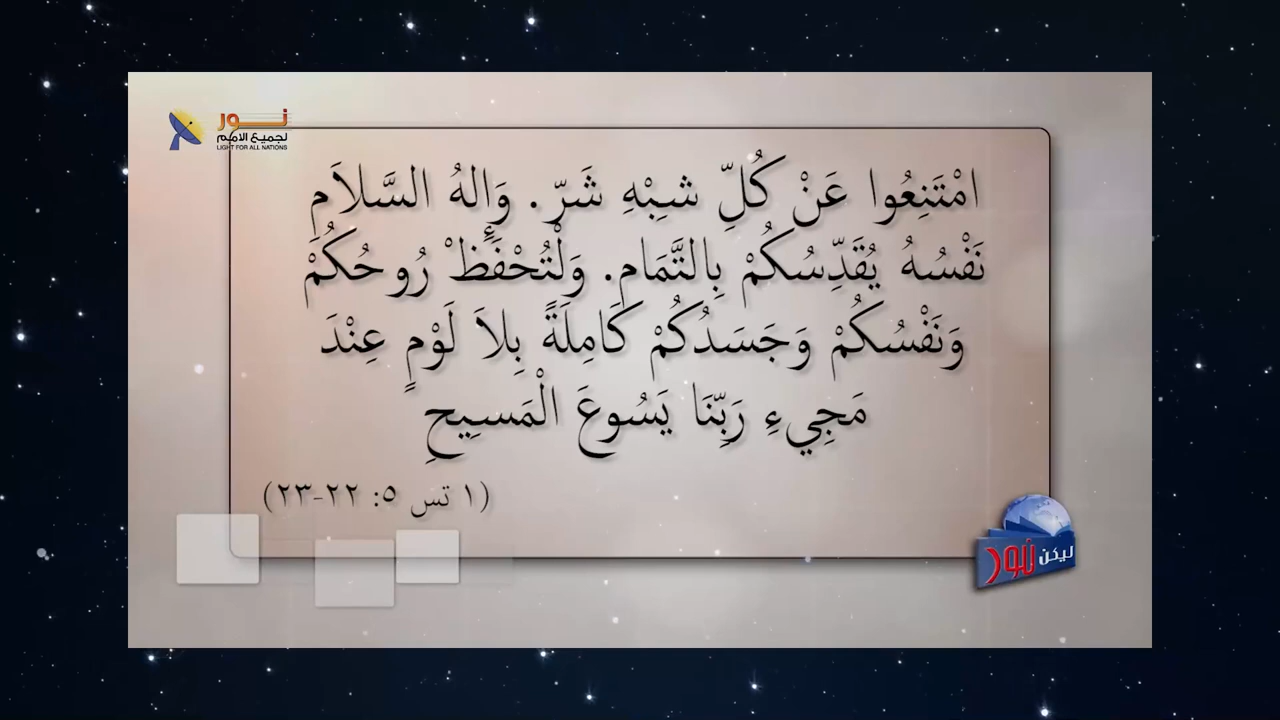 نور
لجميع الامم
LIGHT FOR ALL NATIONS
امْتَنِعُوا عَنْ كُلِّ شِبْهِ شَرّ. وَإِلهُ السَّلاَمِ
نَفْسُهُ يُقَدِّسُكُمْ بِالتَّمَامِ. وَلْتُحْفَظْ رُوحُكُمْ
وَنَفْسُكُمْ وَجَسَدُكُمْ كَامِلَةً بِلاَ لَوْمٍ عِنْدَ
مَجِيءِ رَبِّنَا يَسُوعَ الْمَسِيحِ
(١ تس ٥: ٢٢-٢٣)
ليكن نور